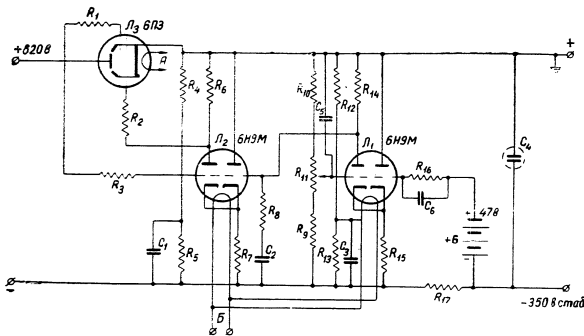 R1
Л3 6ПЗ
+820В
А
R2
R4
R6
Л2
6Н9М
R3
R8
C1
R5
R7
C2
Б
R10
C5
R12
R14
Л1
6Н9М
R11
R16
C6
R9
R13
C3
R15
47В
+Б
C4
R17
-350 в стаб
+
-